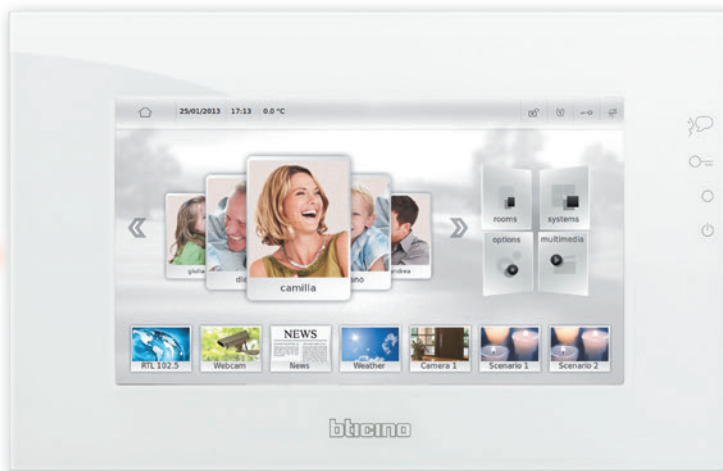 25/01/2013 17:13 0.0 °C
rooms systems
options multimedia
giulia
camilla
andrea
NEWS
RTL 102.5 Webcam News Weather Camera 1 Scenario 1 Scenario 2
bticino